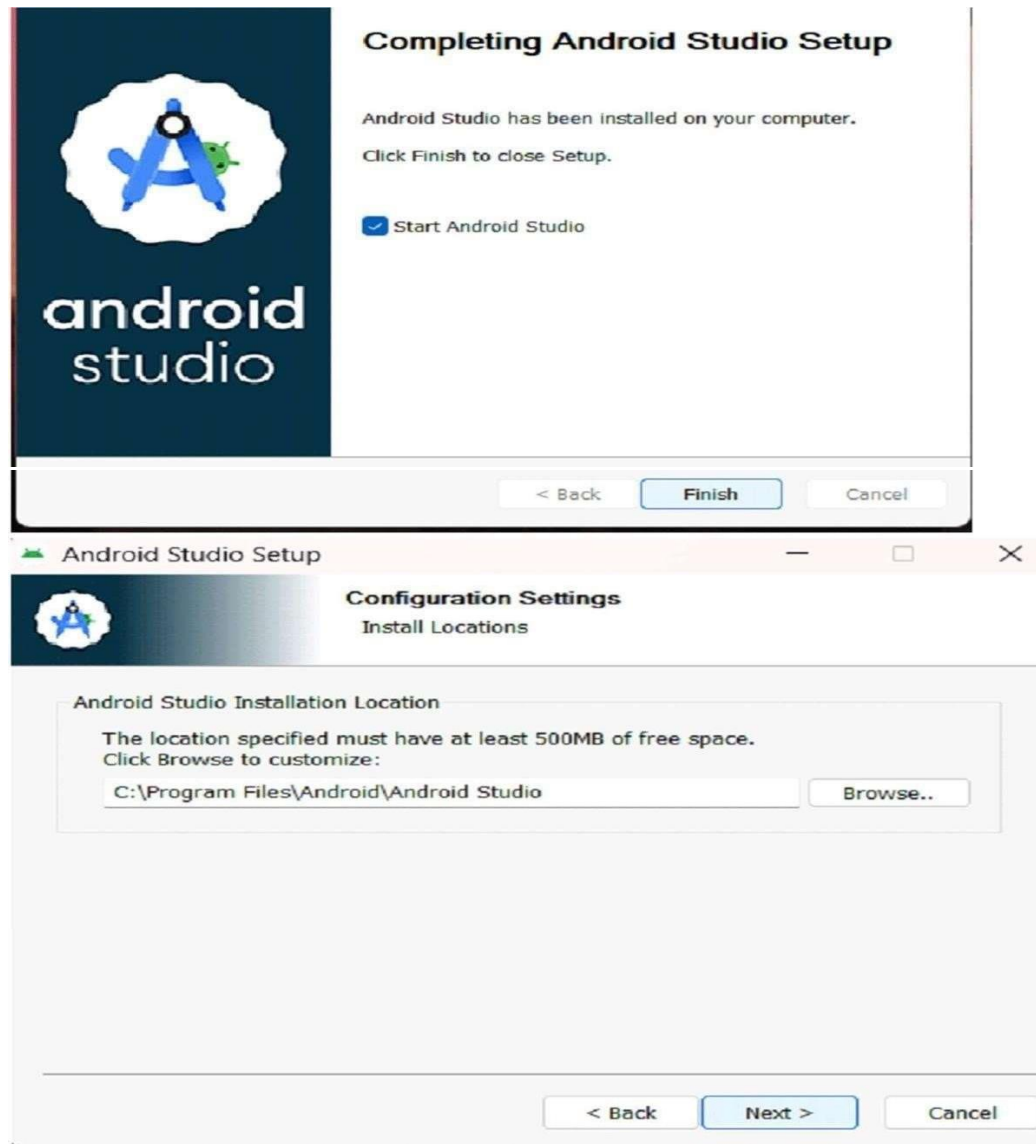 Completing Android Studio Setup
Android Studio has been installed on your computer.
Click Finish to close Setup.
Start Android Studio
android
studio
< Back
Finish
Cancel
Android Studio Setup
Configuration Settings
Install Locations
Android Studio Installation Location
The location specified must have at least 500MB of free space.
Click Browse to customize:
C:\Program Files\Android\Android Studio
Browse..
< Back
Next >
Cancel